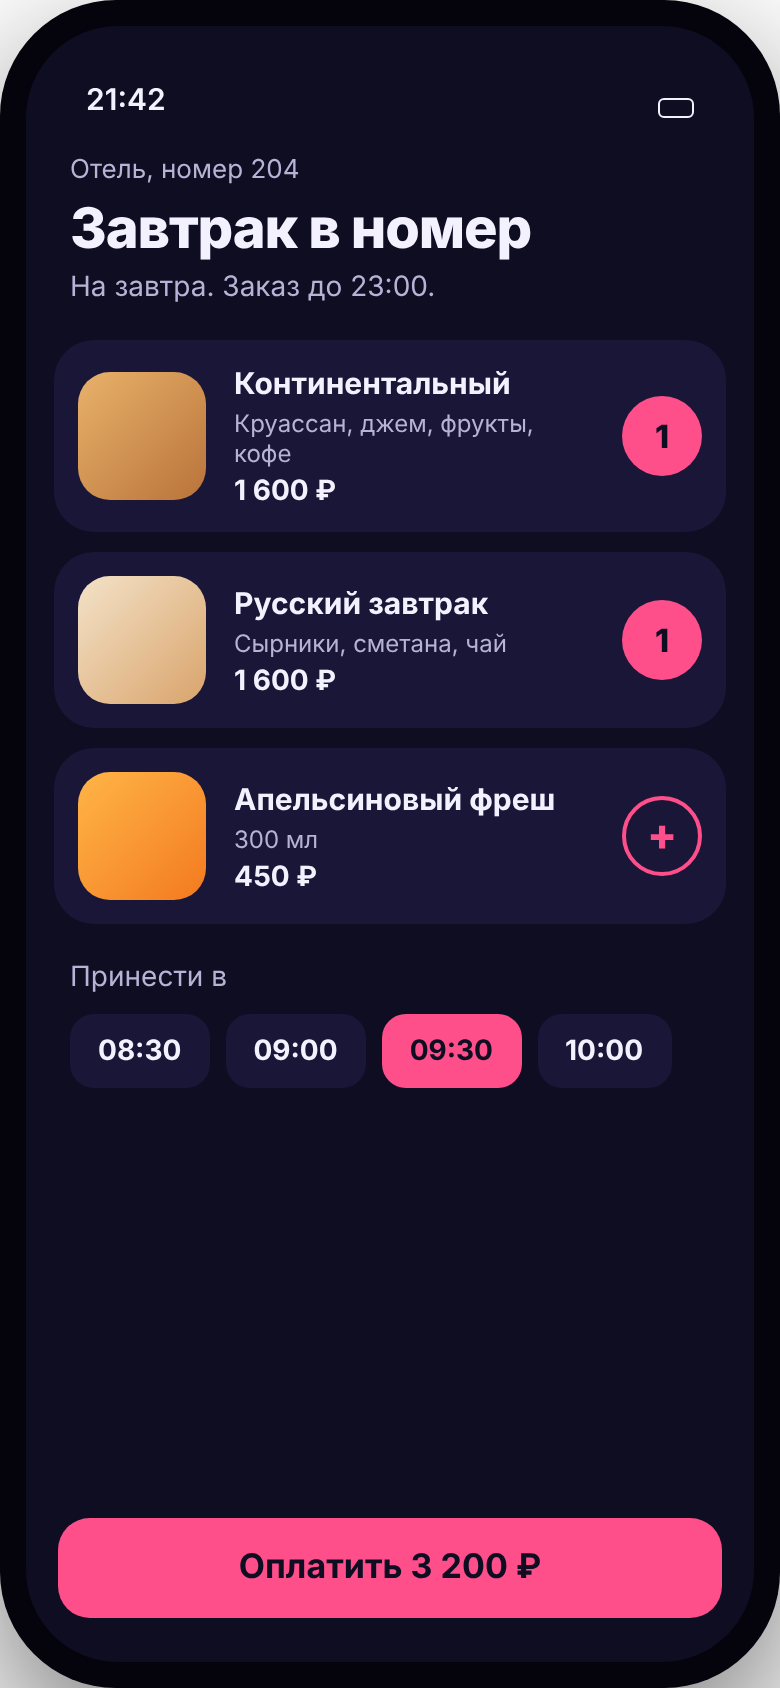 21:42
Отель, номер 204
Завтрак в номер
На завтра. Заказ до 23:00.
Континентальный
Круассан, джем, фрукты,
кофе
1 600 ₽
1
Русский завтрак
Сырники, сметана, чай
1 600 ₽
1
Апельсиновый фреш
300 мл
450 ₽
+
Принести в
08:30 09:00 09:30 10:00
Оплатить 3 200 ₽